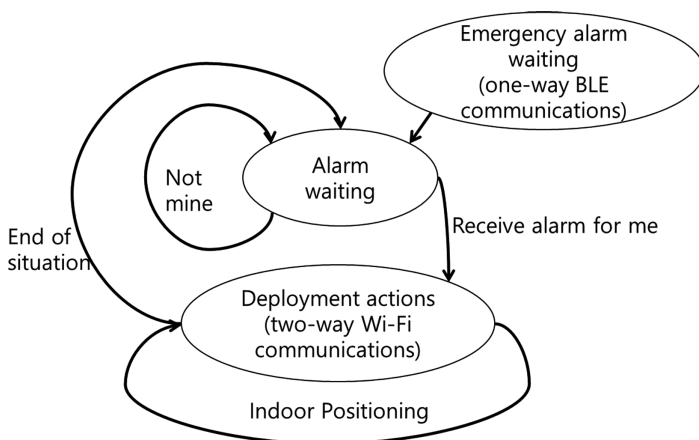 Emergency alarm
waiting
(one-way BLE
communications)
Alarm
waiting
Not
mine
Receive alarm for me
End of
situation
Deployment actions
(two-way Wi-Fi
communications)
Indoor Positioning